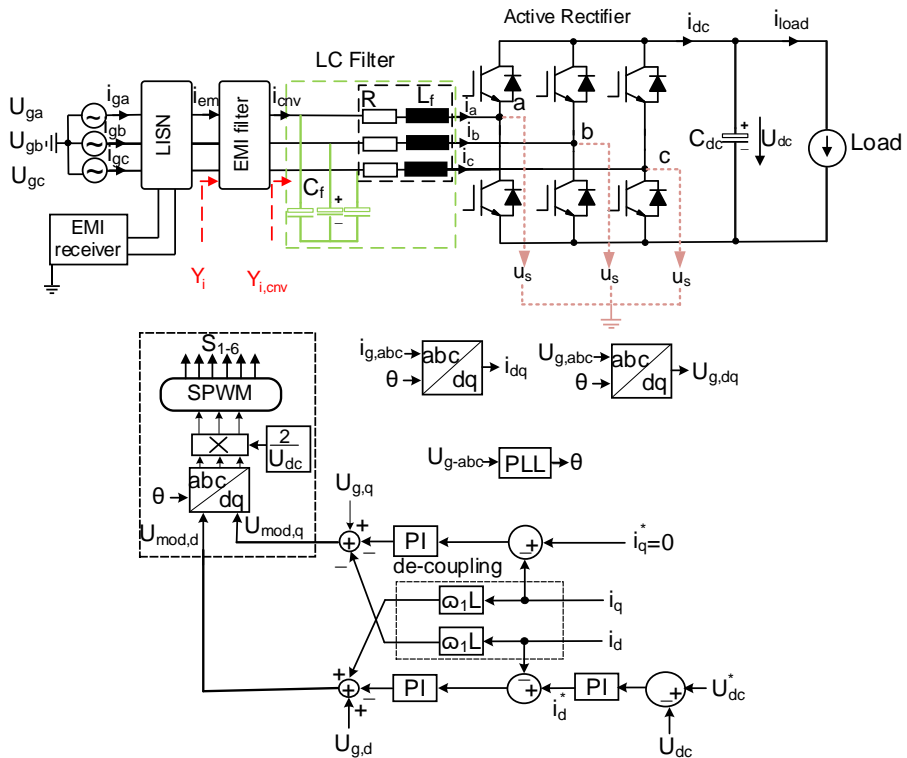 Active Rectifier
LC Filter
i_dc
i_load
U_ga
U_gb
U_gc
i_ga
i_gb
i_gc
LISN
i_em
EMI filter
i_cnv
R
L_f
i_a
i_b
i_c
a
b
c
C_dc
+
−
U_dc
Load
C_f
+
−
EMI receiver
Y_i
Y_i,cnv
u_s
u_s
u_s
S_1-6
SPWM
×
2
U_dc
θ
abc
dq
U_mod,d
U_mod,q
i_g,abc
θ
abc
dq
i_dq
U_g,abc
θ
abc
dq
U_g,dq
U_g-abc
PLL
θ
U_g,q
+
+
−
−
PI
−
+
i_q^*=0
de-coupling
ω_1L
i_q
ω_1L
i_d
+
+
−
+
PI
−
+
i_d^*
PI
−
+
U_dc^*
U_g,d
U_dc